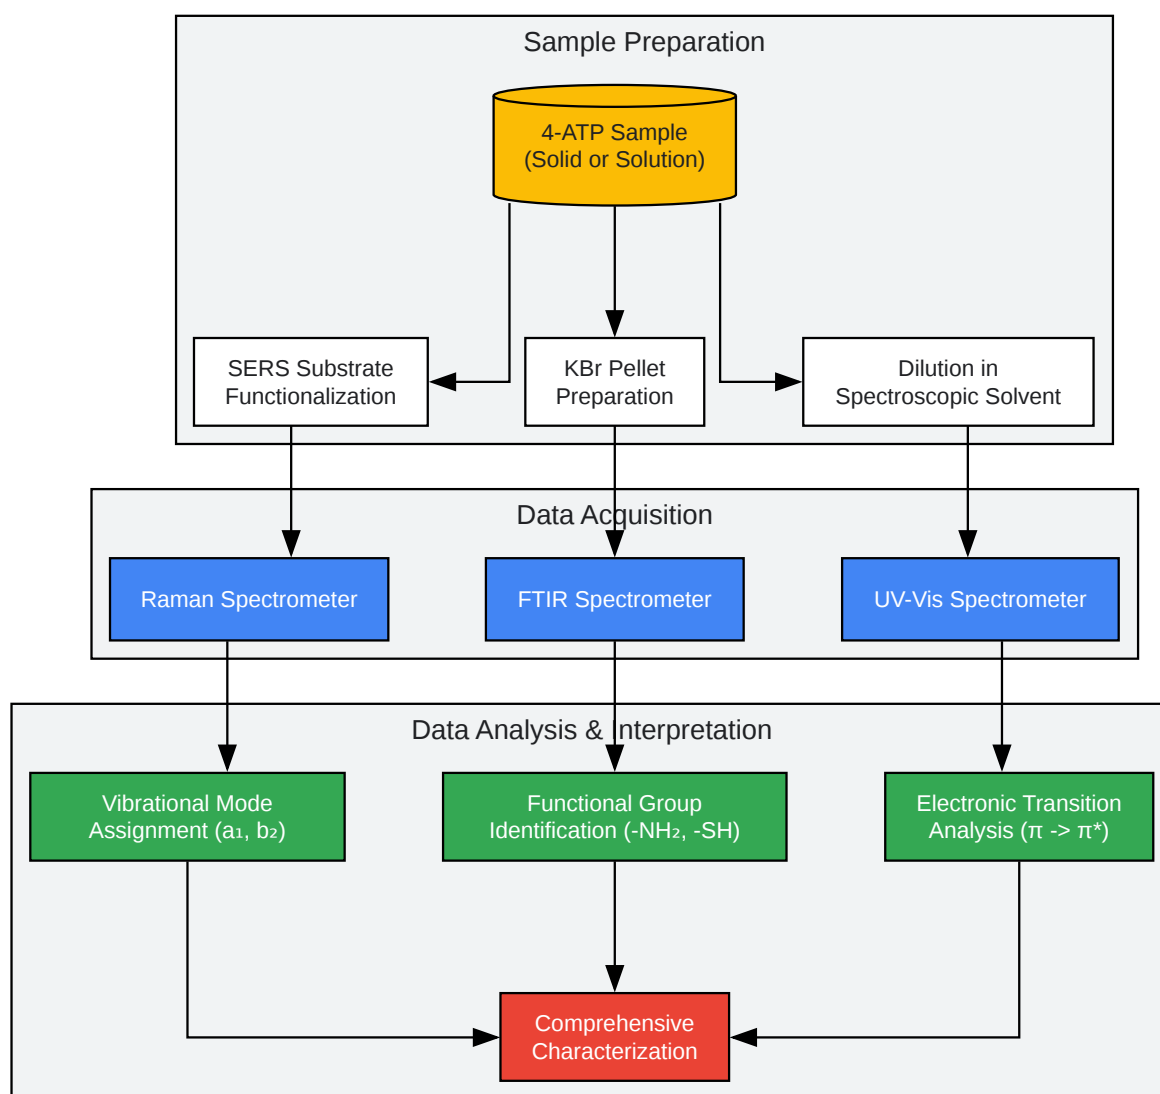 Sample Preparation
4-ATP Sample
(Solid or Solution)
SERS Substrate
Functionalization
KBr Pellet
Preparation
Dilution in
Spectroscopic Solvent
Data Acquisition
Raman Spectrometer
FTIR Spectrometer
UV-Vis Spectrometer
Data Analysis & Interpretation
Vibrational Mode
Assignment (a₁, b₂)
Functional Group
Identification (-NH₂, -SH)
Electronic Transition
Analysis (π -> π*)
Comprehensive
Characterization